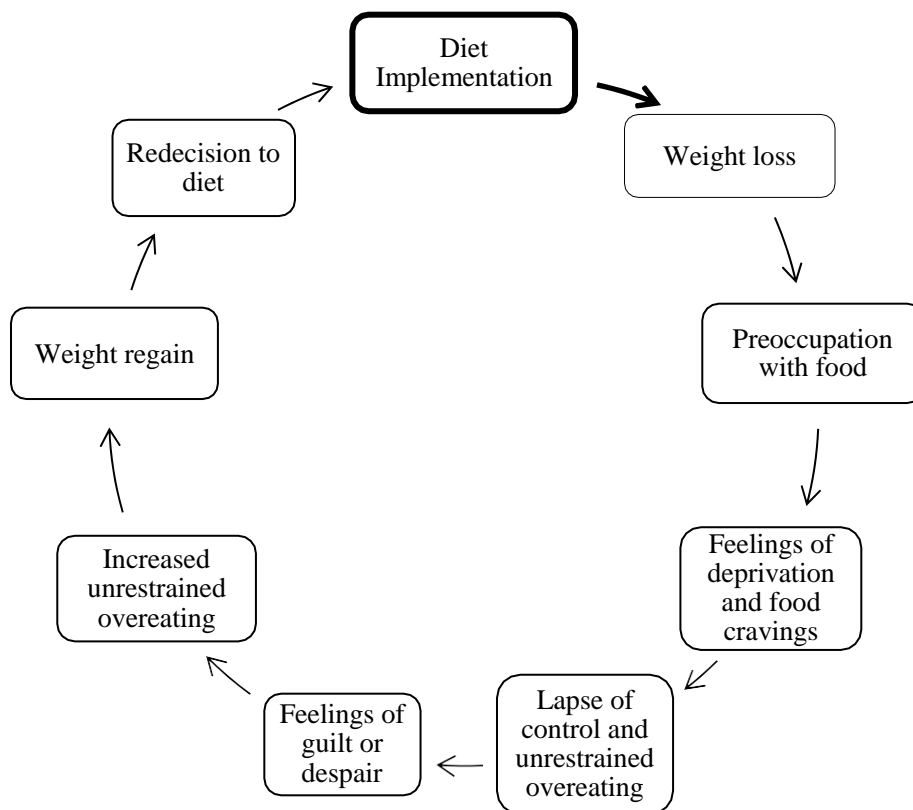 Diet
Implementation
Weight loss
Preoccupation
with food
Feelings of
deprivation
and food
cravings
Lapse of
control and
unrestrained
overeating
Feelings of
guilt or
despair
Increased
unrestrained
overeating
Weight regain
Redecision to
diet